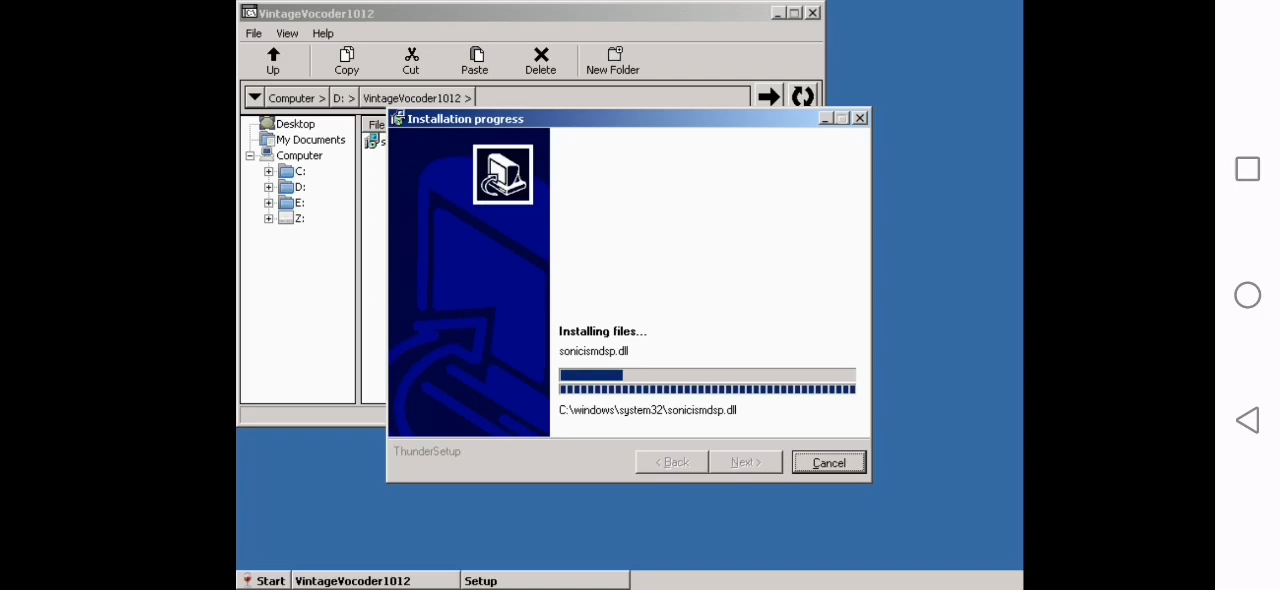 VintageVocoder1012
File View Help
Up Copy Cut Paste Delete New Folder
Computer > D: > VintageVocoder1012 >
Desktop
My Documents
Computer
C:
D:
E:
Z:
File
s
Installation progress
Installing files...
sonicismdsp.dll
C:\windows\system32\sonicismdsp.dll
ThunderSetup
< Back Next > Cancel
Start VintageVocoder1012 Setup